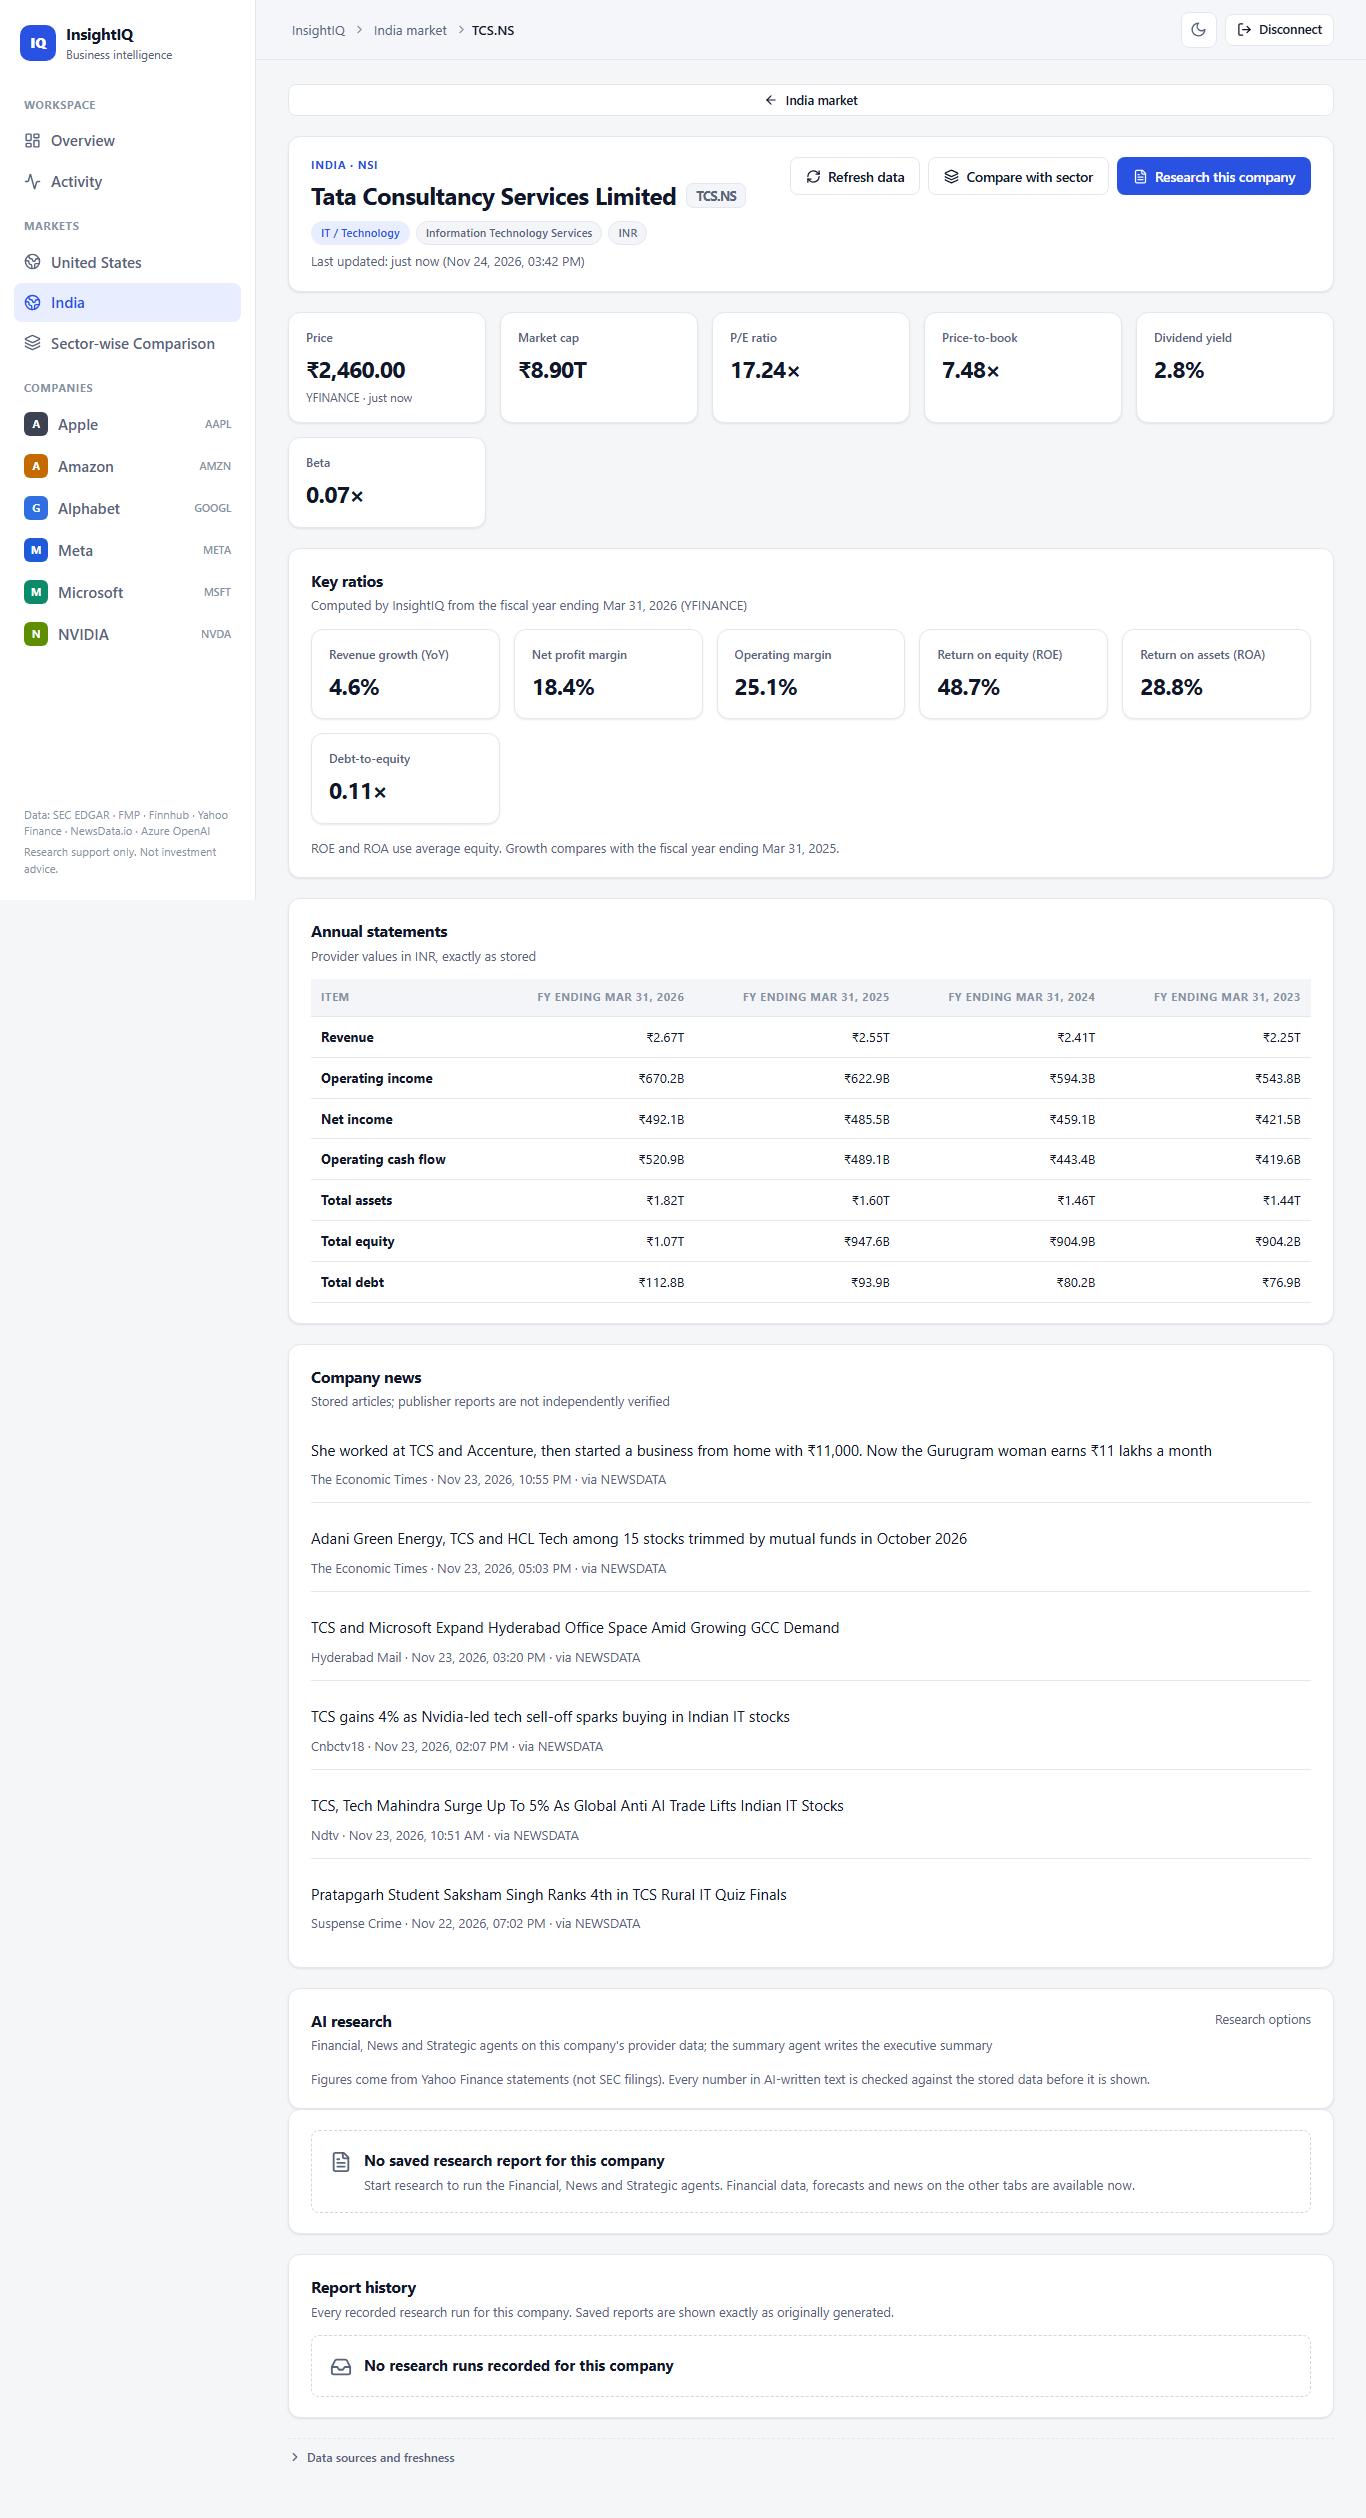 IQ
InsightIQ
Business intelligence
WORKSPACE
Overview
Activity
MARKETS
United States
India
Sector-wise Comparison
COMPANIES
A Apple AAPL
A Amazon AMZN
G Alphabet GOOGL
M Meta META
M Microsoft MSFT
N NVIDIA NVDA
Data: SEC EDGAR · FMP · Finnhub · Yahoo
Finance · NewsData.io · Azure OpenAI
Research support only. Not investment
advice.
InsightIQ > India market > TCS.NS
Disconnect
← India market
INDIA · NSI
Tata Consultancy Services Limited TCS.NS
IT / Technology Information Technology Services INR
Last updated: just now (Nov 24, 2026, 03:42 PM)
Refresh data Compare with sector Research this company
Price
₹2,460.00
YFINANCE · just now
Market cap
₹8.90T
P/E ratio
17.24×
Price-to-book
7.48×
Dividend yield
2.8%
Beta
0.07×
Key ratios
Computed by InsightIQ from the fiscal year ending Mar 31, 2026 (YFINANCE)
Revenue growth (YoY)
4.6%
Net profit margin
18.4%
Operating margin
25.1%
Return on equity (ROE)
48.7%
Return on assets (ROA)
28.8%
Debt-to-equity
0.11×
ROE and ROA use average equity. Growth compares with the fiscal year ending Mar 31, 2025.
Annual statements
Provider values in INR, exactly as stored
ITEM FY ENDING MAR 31, 2026 FY ENDING MAR 31, 2025 FY ENDING MAR 31, 2024 FY ENDING MAR 31, 2023
Revenue ₹2.67T ₹2.55T ₹2.41T ₹2.25T
Operating income ₹670.2B ₹622.9B ₹594.3B ₹543.8B
Net income ₹492.1B ₹485.5B ₹459.1B ₹421.5B
Operating cash flow ₹520.9B ₹489.1B ₹443.4B ₹419.6B
Total assets ₹1.82T ₹1.60T ₹1.46T ₹1.44T
Total equity ₹1.07T ₹947.6B ₹904.9B ₹904.2B
Total debt ₹112.8B ₹93.9B ₹80.2B ₹76.9B
Company news
Stored articles; publisher reports are not independently verified
She worked at TCS and Accenture, then started a business from home with ₹11,000. Now the Gurugram woman earns ₹11 lakhs a month
The Economic Times · Nov 23, 2026, 10:55 PM · via NEWSDATA
Adani Green Energy, TCS and HCL Tech among 15 stocks trimmed by mutual funds in October 2026
The Economic Times · Nov 23, 2026, 05:03 PM · via NEWSDATA
TCS and Microsoft Expand Hyderabad Office Space Amid Growing GCC Demand
Hyderabad Mail · Nov 23, 2026, 03:20 PM · via NEWSDATA
TCS gains 4% as Nvidia-led tech sell-off sparks buying in Indian IT stocks
Cnbctv18 · Nov 23, 2026, 02:07 PM · via NEWSDATA
TCS, Tech Mahindra Surge Up To 5% As Global Anti AI Trade Lifts Indian IT Stocks
Ndtv · Nov 23, 2026, 10:51 AM · via NEWSDATA
Pratapgarh Student Saksham Singh Ranks 4th in TCS Rural IT Quiz Finals
Suspense Crime · Nov 22, 2026, 07:02 PM · via NEWSDATA
AI research
Research options
Financial, News and Strategic agents on this company's provider data; the summary agent writes the executive summary
Figures come from Yahoo Finance statements (not SEC filings). Every number in AI-written text is checked against the stored data before it is shown.
No saved research report for this company
Start research to run the Financial, News and Strategic agents. Financial data, forecasts and news on the other tabs are available now.
Report history
Every recorded research run for this company. Saved reports are shown exactly as originally generated.
No research runs recorded for this company
> Data sources and freshness